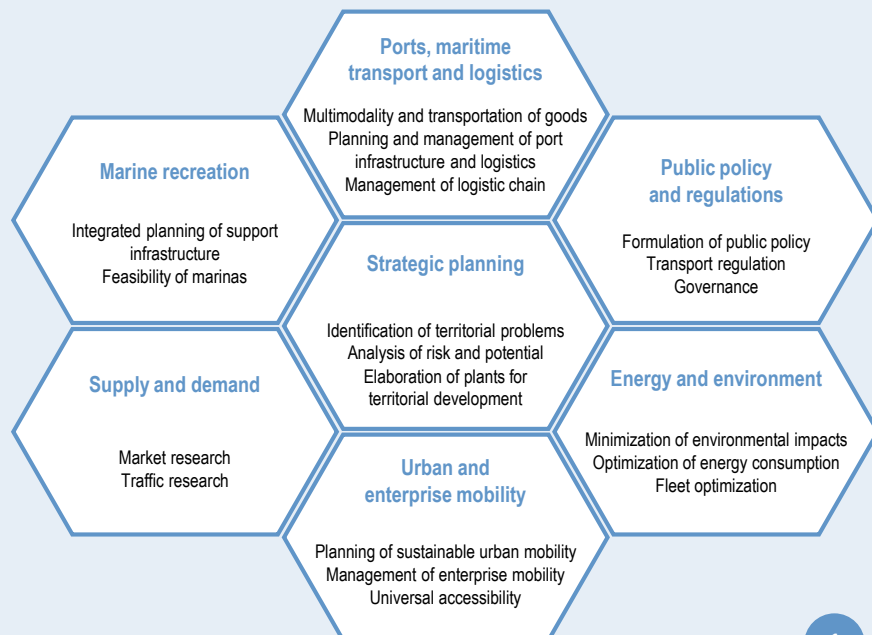 Ports, maritime
transport and logistics
Multimodality and transportation of goods
Planning and management of port
infrastructure and logistics
Management of logistic chain
Marine recreation
Integrated planning of support
infrastructure
Feasibility of marinas
Public policy
and regulations
Formulation of public policy
Transport regulation
Governance
Strategic planning
Identification of territorial problems
Analysis of risk and potential
Elaboration of plants for
territorial development
Supply and demand
Market research
Traffic research
Energy and environment
Minimization of environmental impacts
Optimization of energy consumption
Fleet optimization
Urban and
enterprise mobility
Planning of sustainable urban mobility
Management of enterprise mobility
Universal accessibility